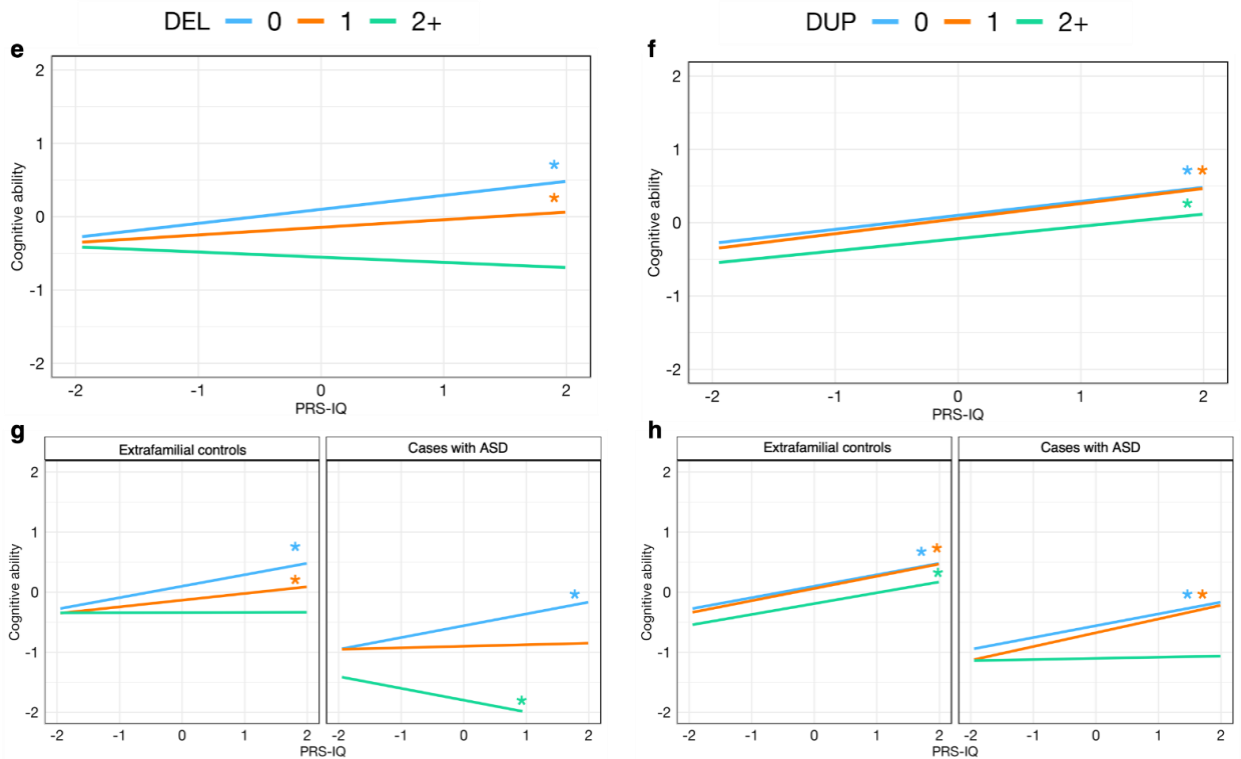 DEL 0 1 2+
DUP 0 1 2+
e
2
1
0
-1
-2
Cognitive ability
-2 -1 0 1 2
PRS-IQ
* *
f
2
1
0
-1
-2
Cognitive ability
-2 -1 0 1 2
PRS-IQ
* * *
g
Extrafamilial controls
Cases with ASD
2
1
0
-1
-2
Cognitive ability
* *
* *
-2 -1 0 1 2
-2 -1 0 1 2
PRS-IQ
h
Extrafamilial controls
Cases with ASD
2
1
0
-1
-2
Cognitive ability
* * *
* *
-2 -1 0 1 2
-2 -1 0 1 2
PRS-IQ